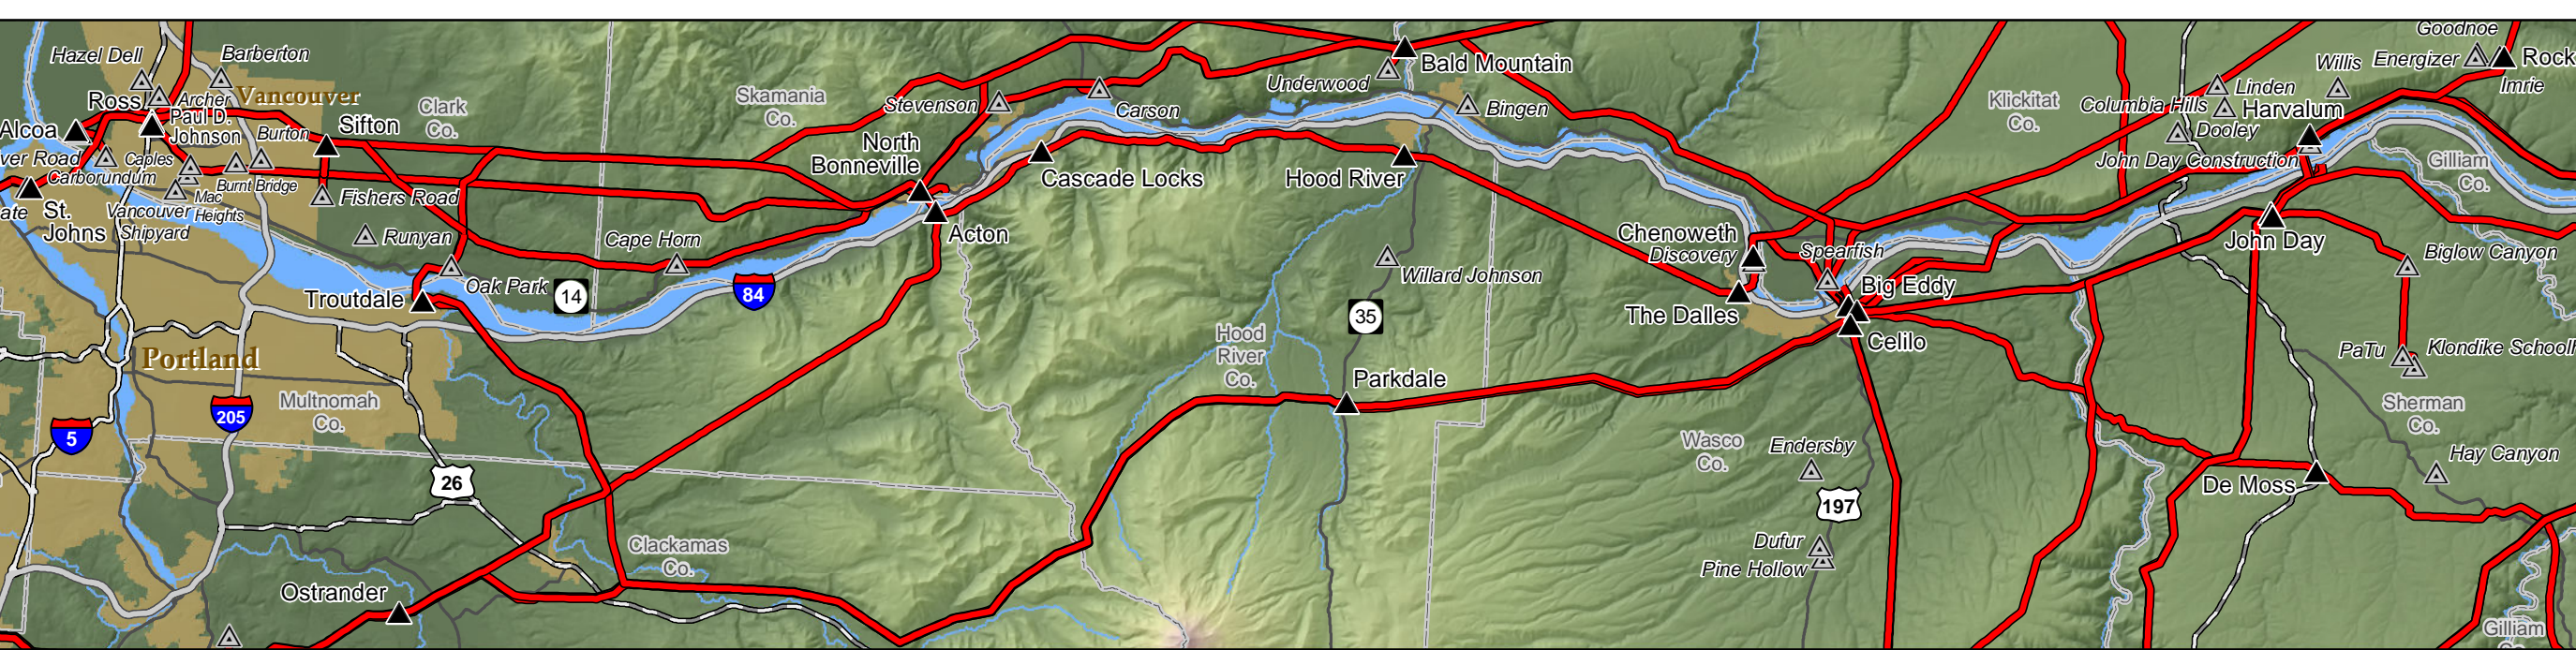 Hazel Dell
Barberton
Ross
Archer
Vancouver
Alcoa
Paul D.
Johnson
Burton
Sifton
Clark
Co.
ver Road
Caples
Carborundum
Burnt Bridge
Mac
Heights
Fishers Road
ate
St.
Johns
Vancouver
Shipyard
Runyan
Cape Horn
Troutdale
Oak Park
14
84
Portland
Multnomah
Co.
205
5
26
Ostrander
Clackamas
Co.
Skamania
Co.
Stevenson
Carson
North
Bonneville
Cascade Locks
Acton
Underwood
Bald Mountain
Bingen
Hood River
Willard Johnson
35
Hood
River
Co.
Parkdale
Chenoweth
Discovery
Spearfish
The Dalles
Big Eddy
Celilo
Wasco
Co.
Endersby
197
Dufur
Pine Hollow
Klickitat
Co.
Columbia Hills
Linden
Willis
Goodnoe
Energizer
Rock
Imrie
Harvalum
Dooley
John Day Construction
Gilliam
Co.
John Day
Biglow Canyon
PaTu
Klondike Schoolh
Sherman
Co.
Hay Canyon
De Moss
Gilliam